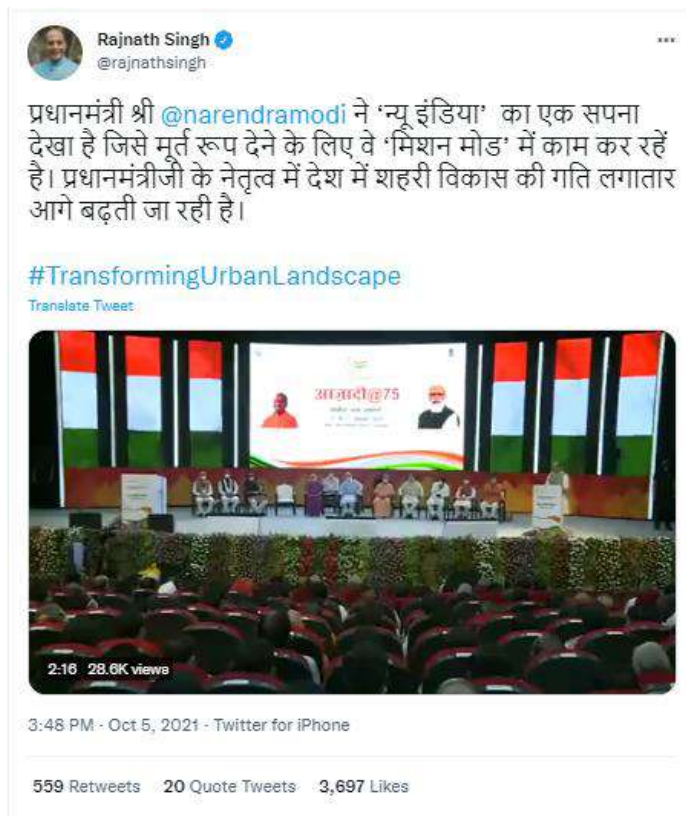 Rajnath Singh
@rajnathsingh
प्रधानमंत्री श्री @narendramodi ने ‘न्यू इंडिया’ का एक सपना
देखा है जिसे मूर्त रूप देने के लिए वे ‘मिशन मोड’ में काम कर रहें
है। प्रधानमंत्रीजी के नेतृत्व में देश में शहरी विकास की गति लगातार
आगे बढ़ती जा रही है।
#TransformingUrbanLandscape
Translate Tweet
आज़ादी@75
2:16 28.6K views
3:48 PM · Oct 5, 2021 · Twitter for iPhone
559 Retweets 20 Quote Tweets 3,697 Likes